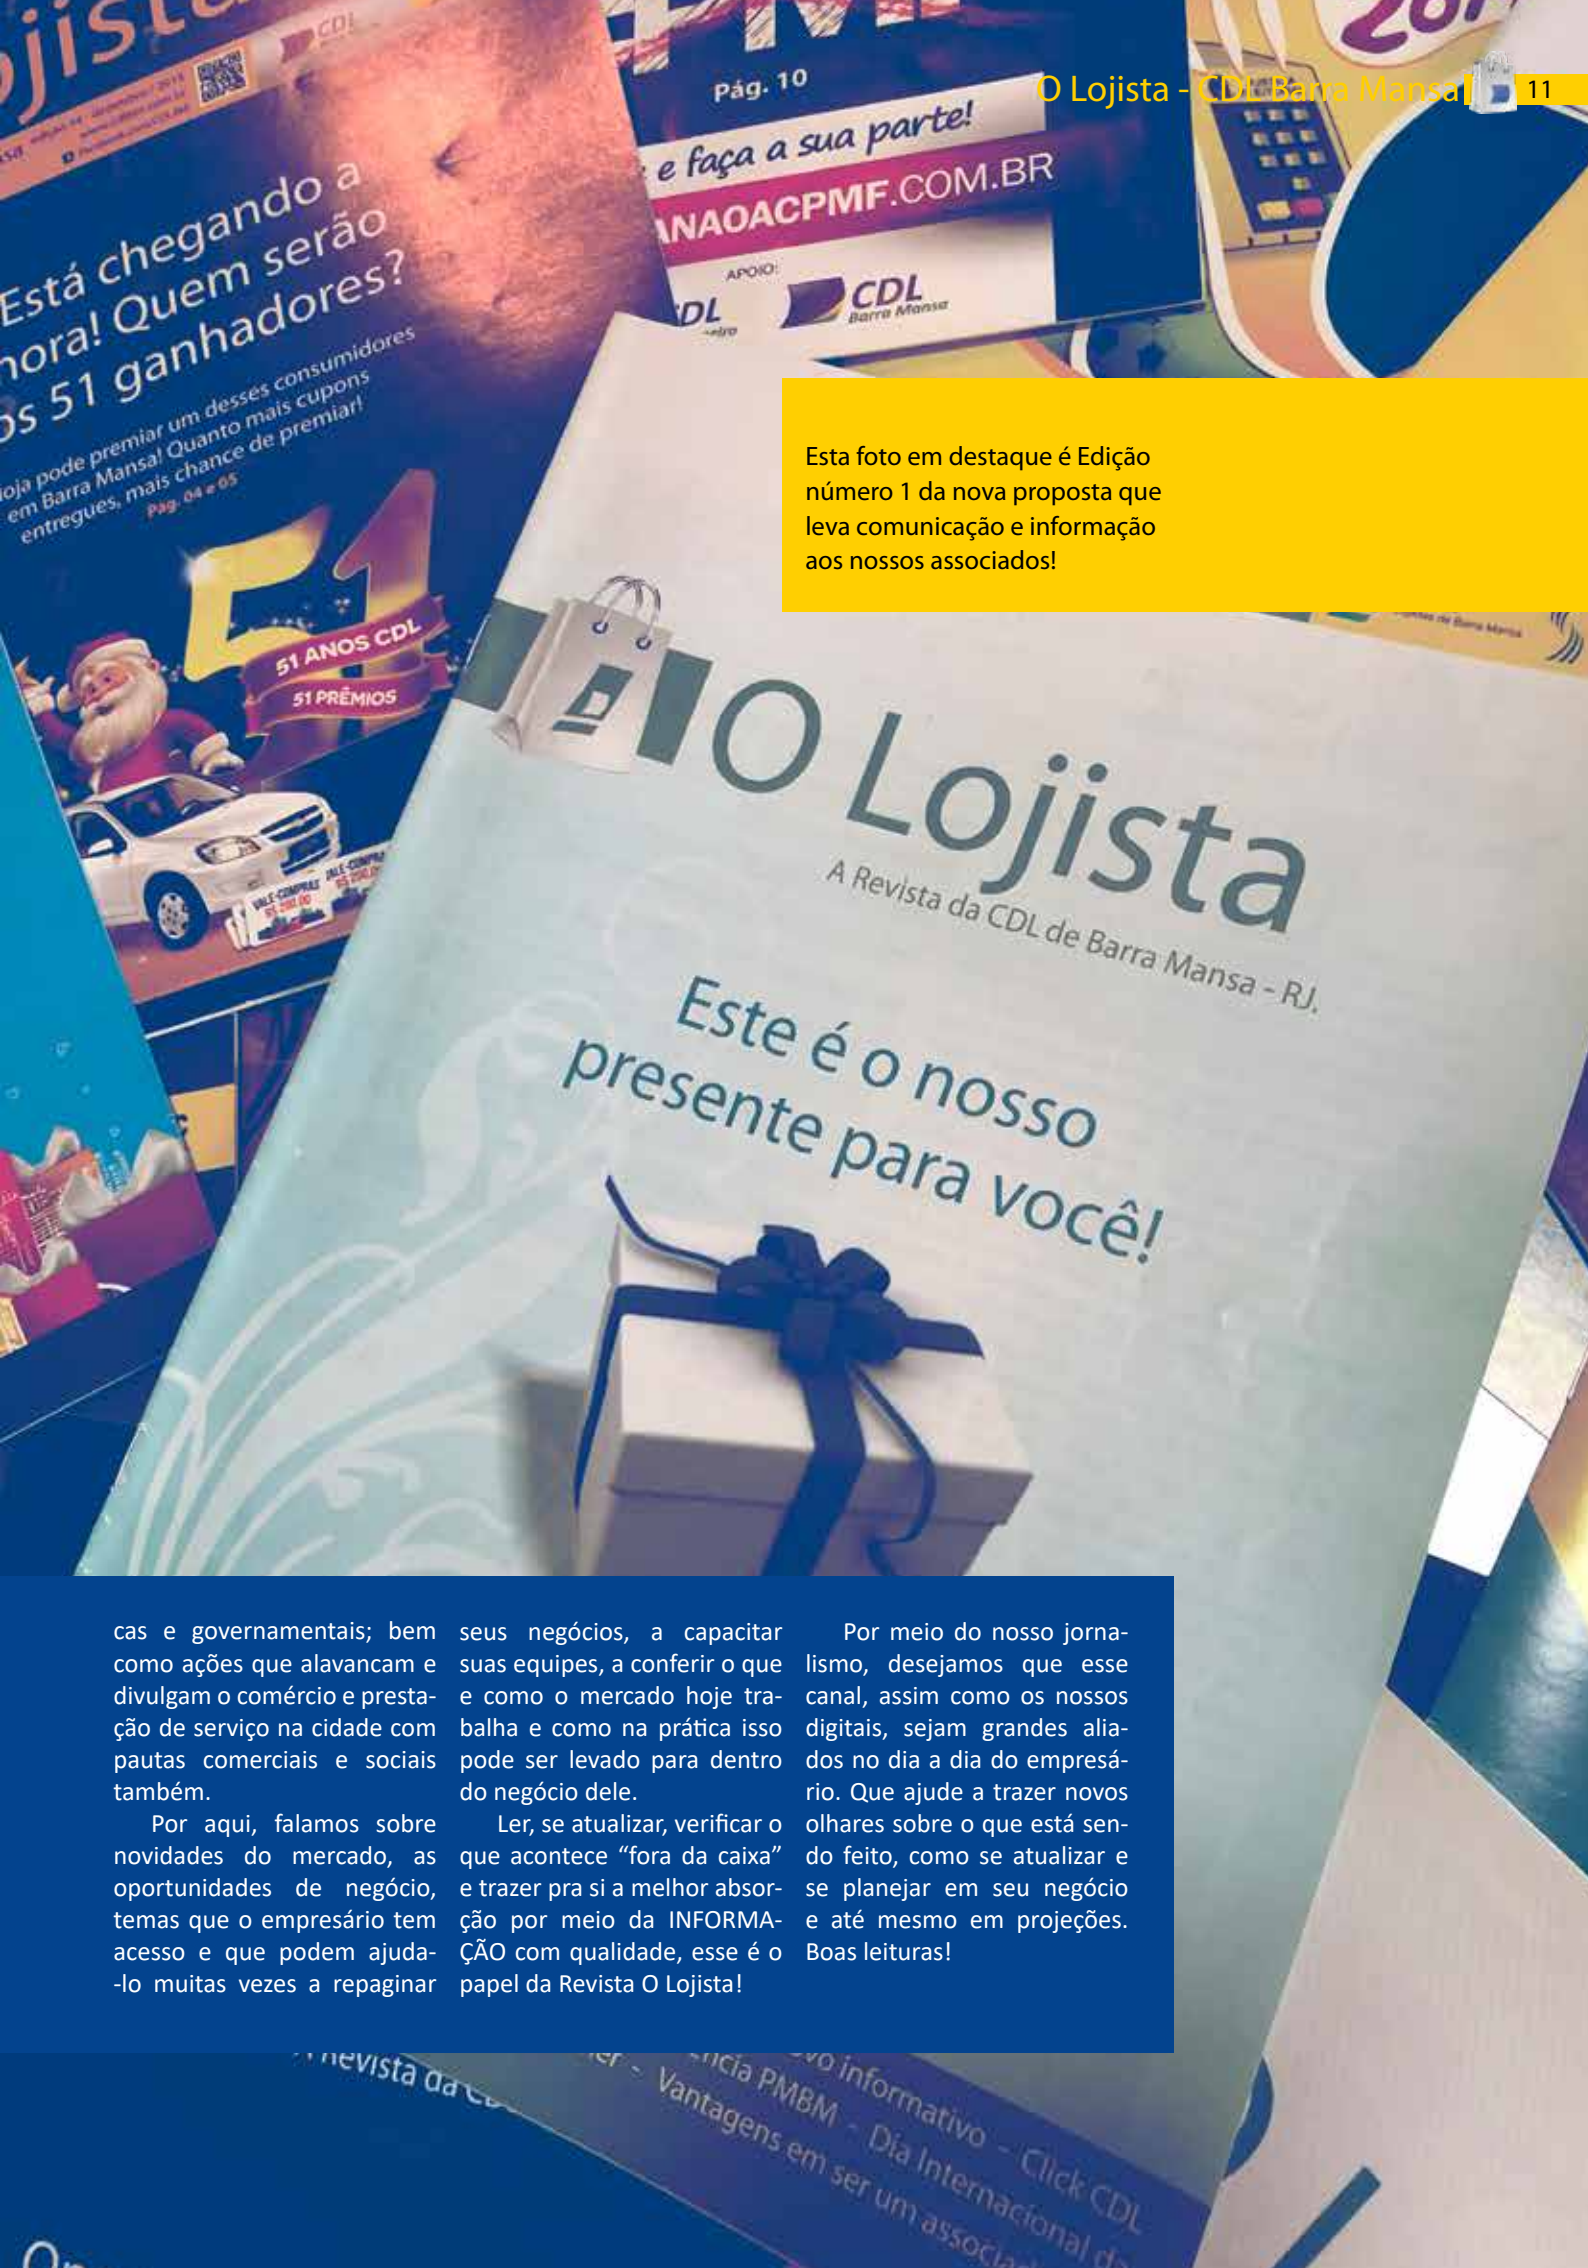 O Lojista - CDL Barra Mansa
11
Pág. 10
e faça a sua parte!
ANAOACPMF.COM.BR
APOIO:
CDL
Barra Mansa
CDL
Está chegando a
hora! Quem serão
os 51 ganhadores?
loja pode premiar um desses consumidores
em Barra Mansa! Quanto mais cupons
entregues, mais chance de premiar!
Pág. 04 e 05
51
51 ANOS CDL
51 PRÊMIOS
VALE-COMPRAS
R$ 200,00
Esta foto em destaque é Edição
número 1 da nova proposta que
leva comunicação e informação
aos nossos associados!
O Lojista
A Revista da CDL de Barra Mansa - RJ.
Este é o nosso
presente para você!
cas e governamentais; bem
como ações que alavancam e
divulgam o comércio e presta-
ção de serviço na cidade com
pautas comerciais e sociais
também.
Por aqui, falamos sobre
novidades do mercado, as
oportunidades de negócio,
temas que o empresário tem
acesso e que podem ajuda-
-lo muitas vezes a repaginar
seus negócios, a capacitar
suas equipes, a conferir o que
e como o mercado hoje tra-
balha e como na prática isso
pode ser levado para dentro
do negócio dele.
Ler, se atualizar, verificar o
que acontece “fora da caixa”
e trazer pra si a melhor absor-
ção por meio da INFORMA-
ÇÃO com qualidade, esse é o
papel da Revista O Lojista!
Por meio do nosso jorna-
lismo, desejamos que esse
canal, assim como os nossos
digitais, sejam grandes alia-
dos no dia a dia do empresá-
rio. Que ajude a trazer novos
olhares sobre o que está sen-
do feito, como se atualizar e
se planejar em seu negócio
e até mesmo em projeções.
Boas leituras!
Revista da
informativo - Click CDL
PMBM - Dia Internacional da
- Vantagens em ser um